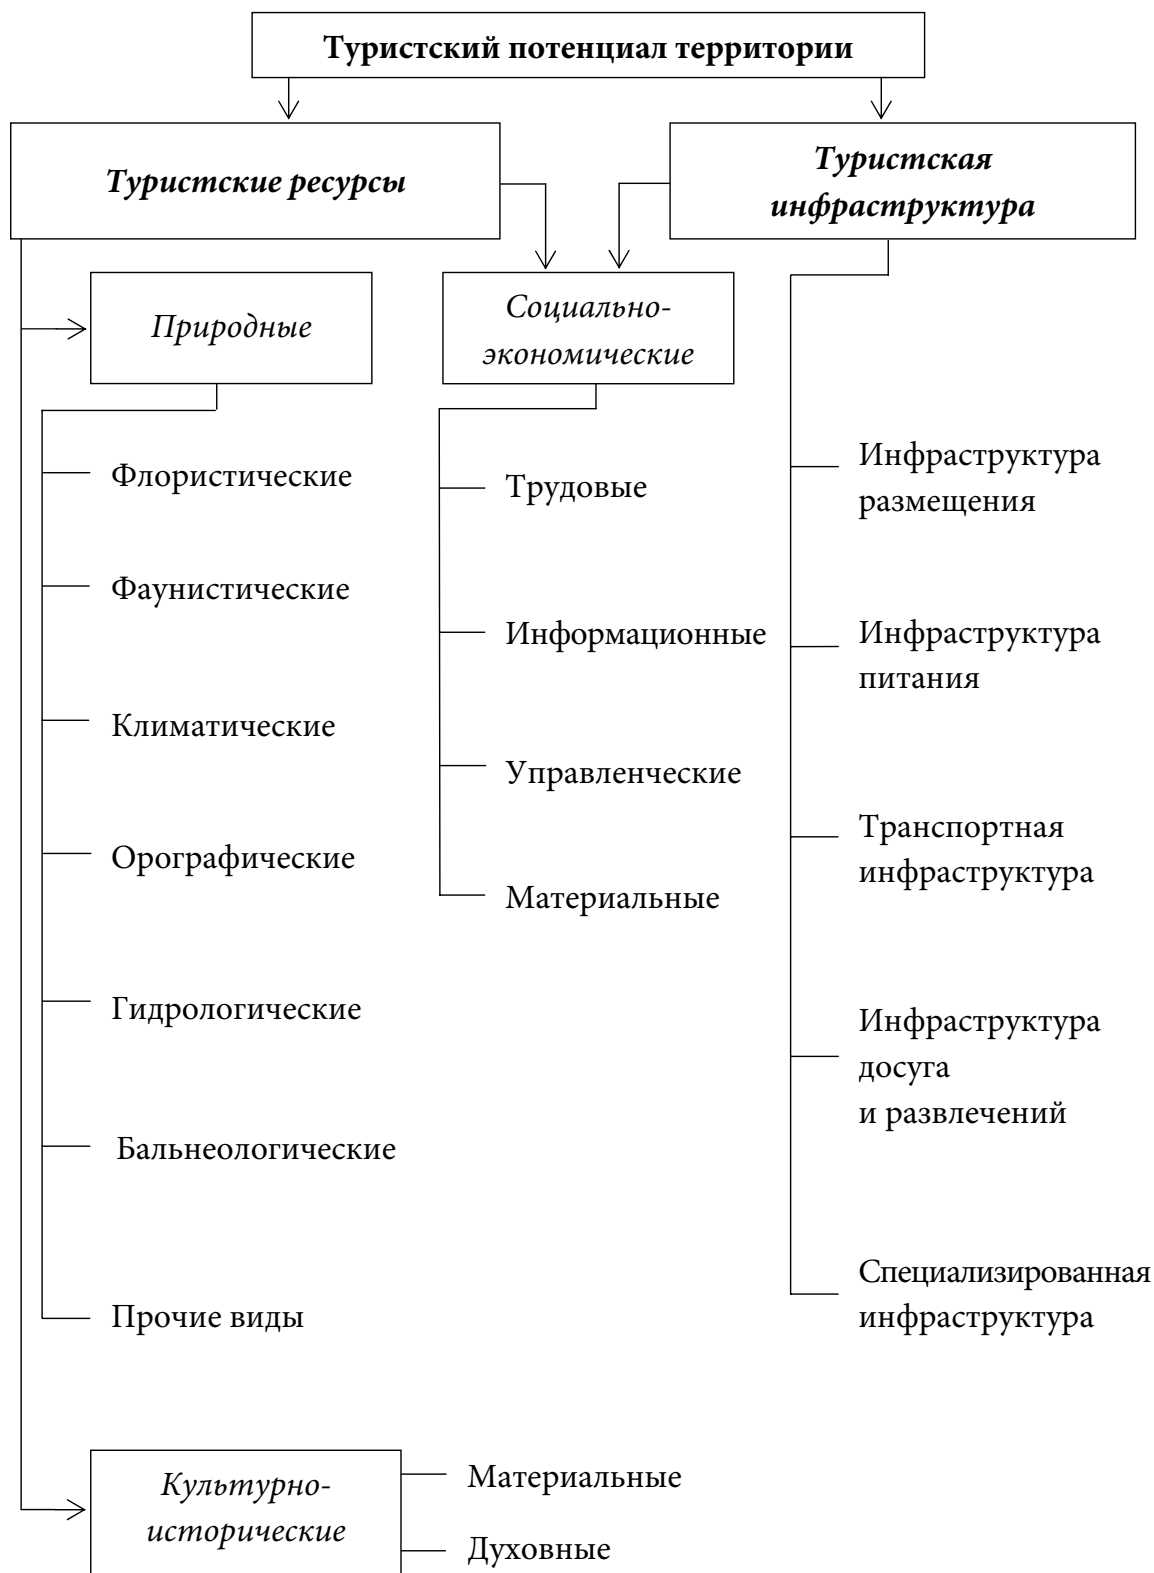 Туристский потенциал территории
Туристские ресурсы
Туристская
инфраструктура
Природные
Социально-
экономические
Флористические
Фаунистические
Климатические
Орографические
Гидрологические
Бальнеологические
Прочие виды
Трудовые
Информационные
Управленческие
Материальные
Инфраструктура
размещения
Инфраструктура
питания
Транспортная
инфраструктура
Инфраструктура
досуга
и развлечений
Специализированная
инфраструктура
Культурно-
исторические
Материальные
Духовные